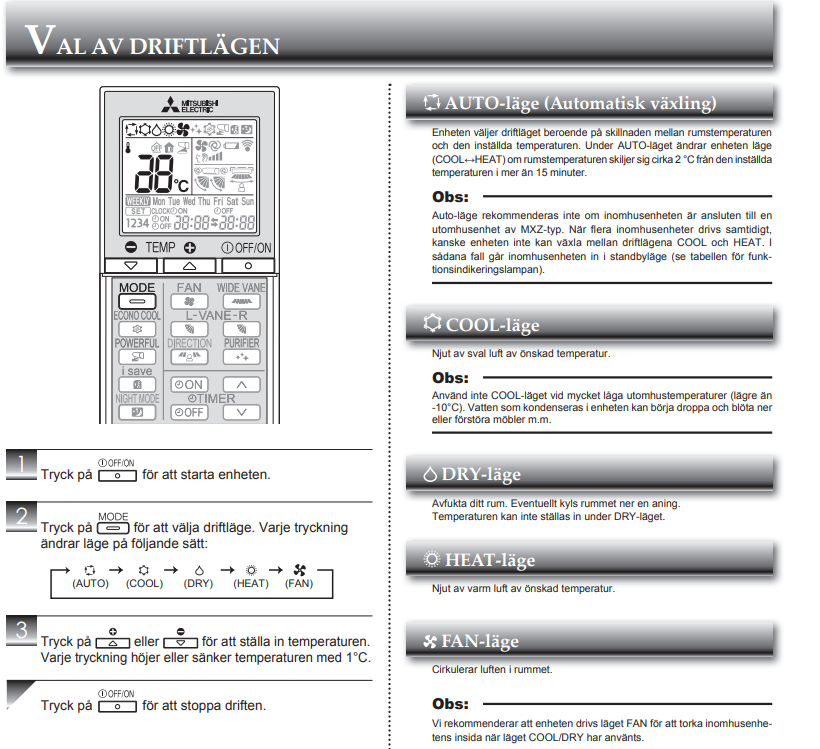 VAL AV DRIFTLÄGEN
MITSUBISHI
ELECTRIC
88°C
WEEKLY Mon Tue Wed Thu Fri Sat Sun
SET CLOCK ON OFF
1234 ON OFF 88:88 88:88
TEMP OFF/ON
MODE FAN WIDE VANE
ECONO COOL L-VANE-R
POWERFUL DIRECTION PURIFIER
i save
ON
NIGHT MODE TIMER
OFF
1
OFF/ON
Tryck på för att starta enheten.
2
MODE
Tryck på för att välja driftläge. Varje tryckning
ändrar läge på följande sätt:
(AUTO) (COOL) (DRY) (HEAT) (FAN)
3
Tryck på eller för att ställa in temperaturen.
Varje tryckning höjer eller sänker temperaturen med 1°C.
OFF/ON
Tryck på för att stoppa driften.
AUTO-läge (Automatisk växling)
Enheten väljer driftläget beroende på skillnaden mellan rumstemperaturen
och den inställda temperaturen. Under AUTO-läget ändrar enheten läge
(COOL↔HEAT) om rumstemperaturen skiljer sig cirka 2 °C från den inställda
temperaturen i mer än 15 minuter.
Obs:
Auto-läge rekommenderas inte om inomhusenheten är ansluten till en
utomhusenhet av MXZ-typ. När flera inomhusenheter drivs samtidigt,
kanske enheten inte kan växla mellan driftlägena COOL och HEAT. I
sådana fall går inomhusenheten in i standbyläge (se tabellen för funk-
tionsindikeringslampan).
COOL-läge
Njut av sval luft av önskad temperatur.
Obs:
Använd inte COOL-läget vid mycket låga utomhustemperaturer (lägre än
-10°C). Vatten som kondenseras i enheten kan börja droppa och blöta ner
eller förstöra möbler m.m.
DRY-läge
Avfukta ditt rum. Eventuellt kyls rummet ner en aning.
Temperaturen kan inte ställas in under DRY-läget.
HEAT-läge
Njut av varm luft av önskad temperatur.
FAN-läge
Cirkulerar luften i rummet.
Obs:
Vi rekommenderar att enheten drivs läget FAN för att torka inomhusenhe-
tens insida när läget COOL/DRY har använts.